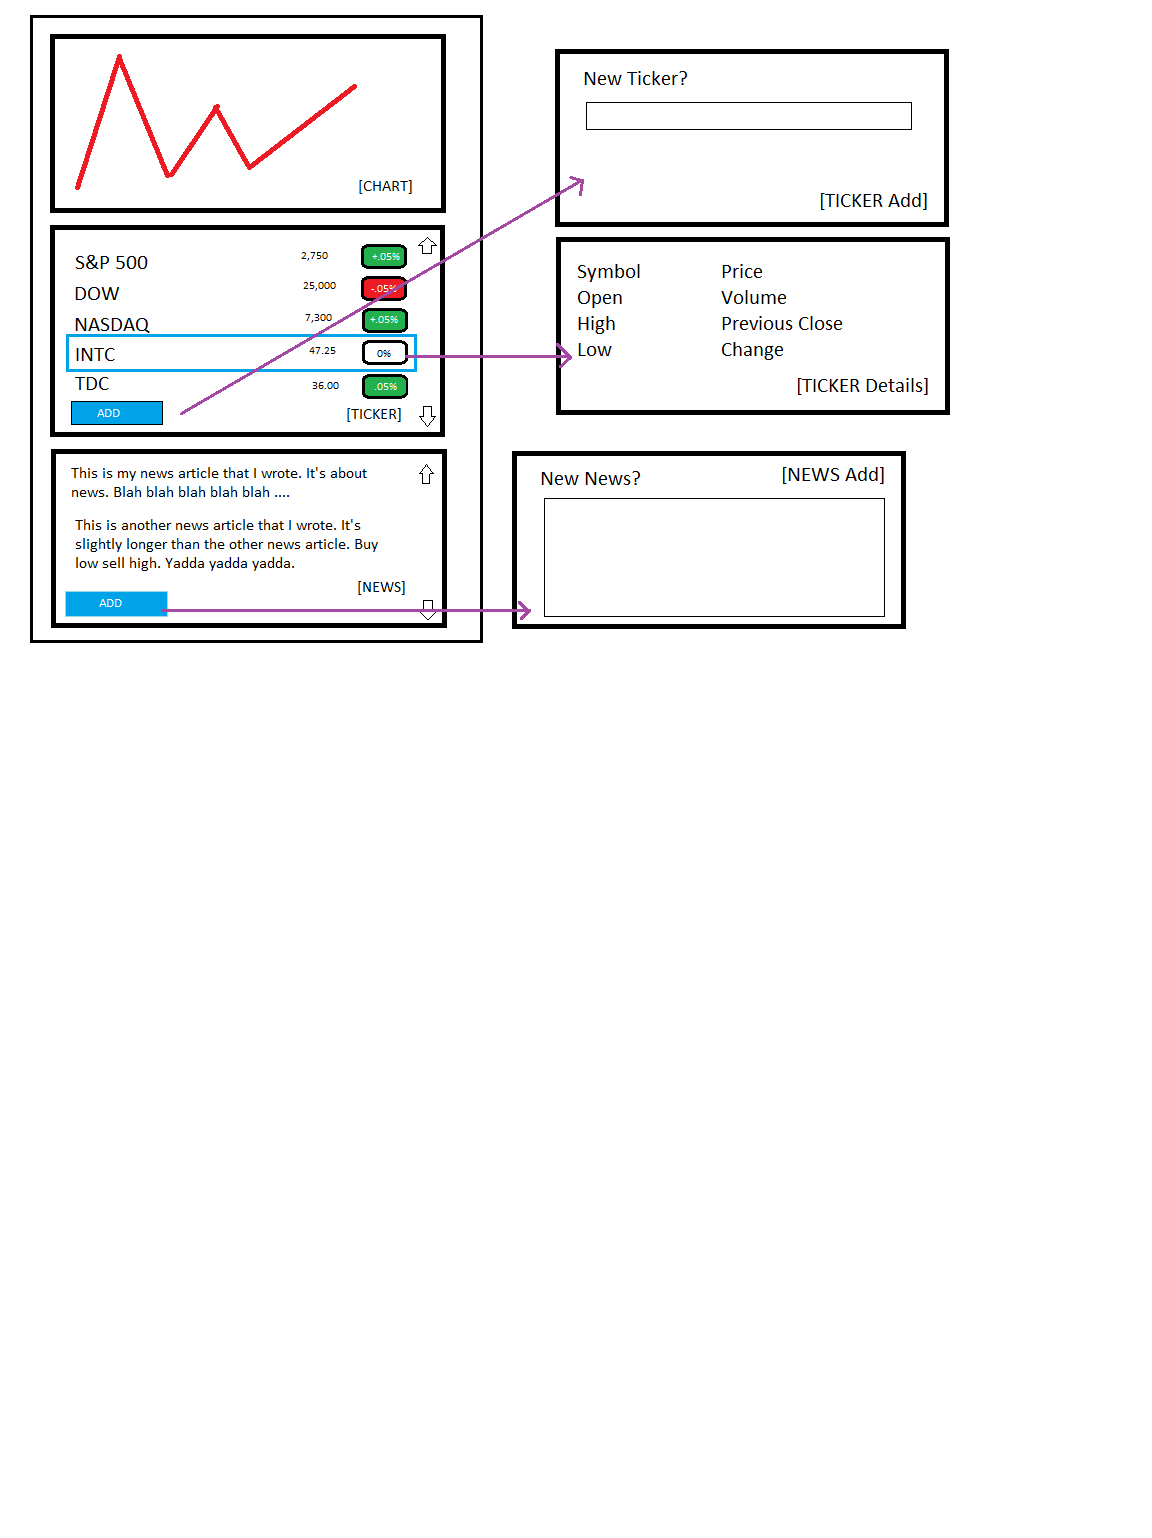 [CHART]
S&P 500 2,750 +.05%
DOW 25,000 -.05%
NASDAQ 7,300 +.05%
INTC 47.25 0%
TDC 36.00 .05%
ADD [TICKER]
This is my news article that I wrote. It's about
news. Blah blah blah blah blah ....
This is another news article that I wrote. It's
slightly longer than the other news article. Buy
low sell high. Yadda yadda yadda.
[NEWS]
ADD
New Ticker?
[TICKER Add]
Symbol Price
Open Volume
High Previous Close
Low Change
[TICKER Details]
New News? [NEWS Add]